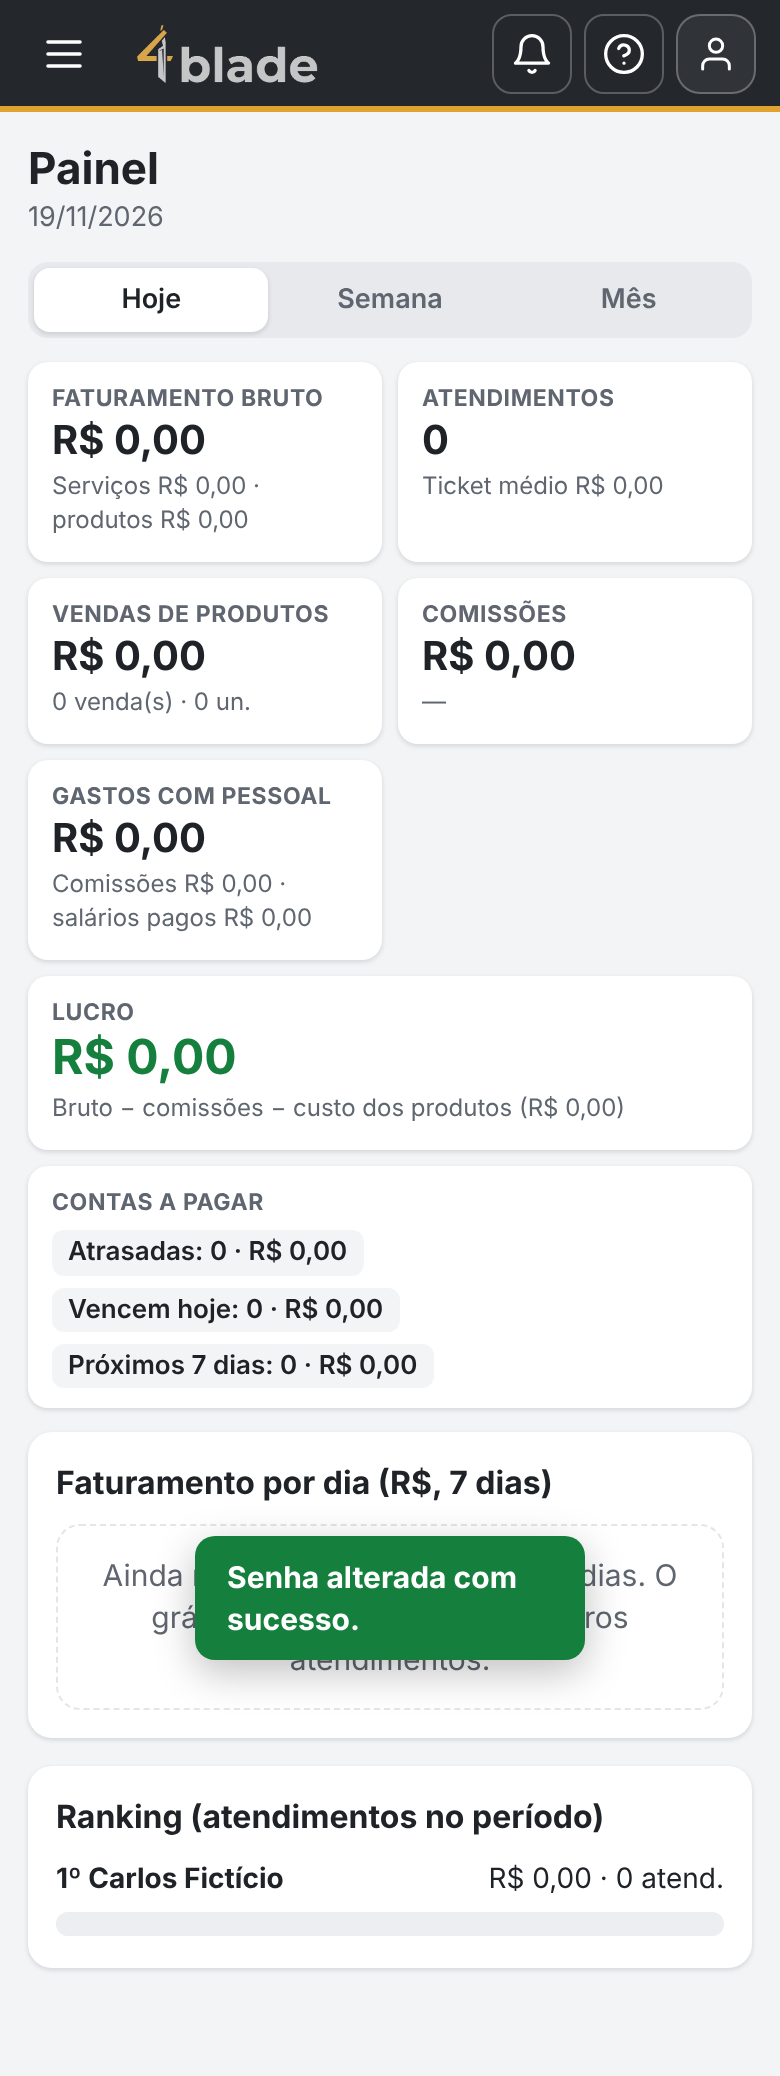 4blade
Painel
19/11/2026
Hoje
Semana
Mês
FATURAMENTO BRUTO
R$ 0,00
Serviços R$ 0,00 ·
produtos R$ 0,00
ATENDIMENTOS
0
Ticket médio R$ 0,00
VENDAS DE PRODUTOS
R$ 0,00
0 venda(s) · 0 un.
COMISSÕES
R$ 0,00
—
GASTOS COM PESSOAL
R$ 0,00
Comissões R$ 0,00 ·
salários pagos R$ 0,00
LUCRO
R$ 0,00
Bruto – comissões – custo dos produtos (R$ 0,00)
CONTAS A PAGAR
Atrasadas: 0 · R$ 0,00
Vencem hoje: 0 · R$ 0,00
Próximos 7 dias: 0 · R$ 0,00
Faturamento por dia (R$, 7 dias)
Ainda dias. O
atendimentos.
Senha alterada com
sucesso.
Ranking (atendimentos no período)
1º Carlos Fictício
R$ 0,00 · 0 atend.